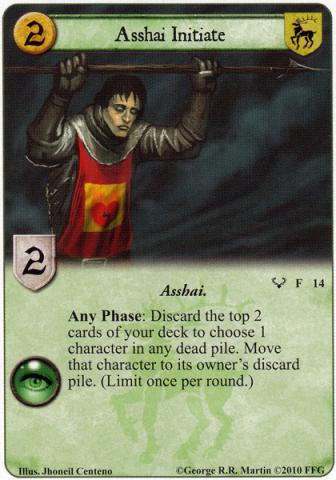 2
Asshai Initiate
2
Asshai.
F 14
Any Phase: Discard the top 2
cards of your deck to choose 1
character in any dead pile. Move
that character to its owner's discard
pile. (Limit once per round.)
Illus. Jhoneil Centeno
©George R.R. Martin ©2010 FFG